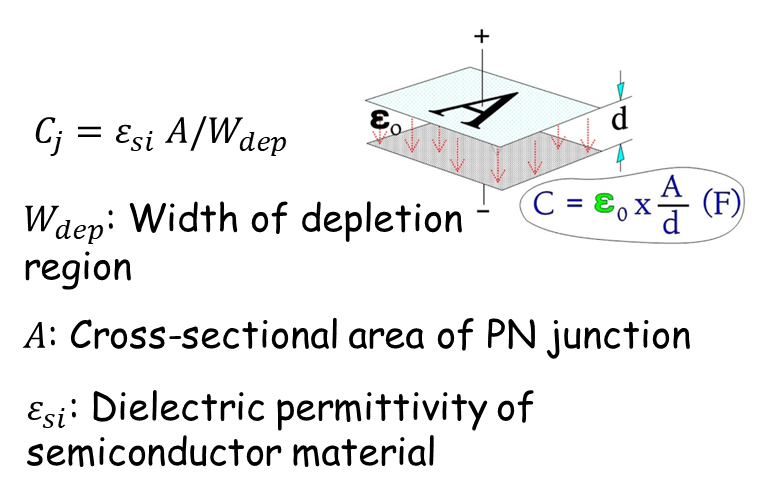 +
A
ε₀
d
–
C = ε₀ x A/d (F)
Cⱼ = ε_si A/W_dep
W_dep: Width of depletion
region
A: Cross-sectional area of PN junction
ε_si: Dielectric permittivity of
semiconductor material